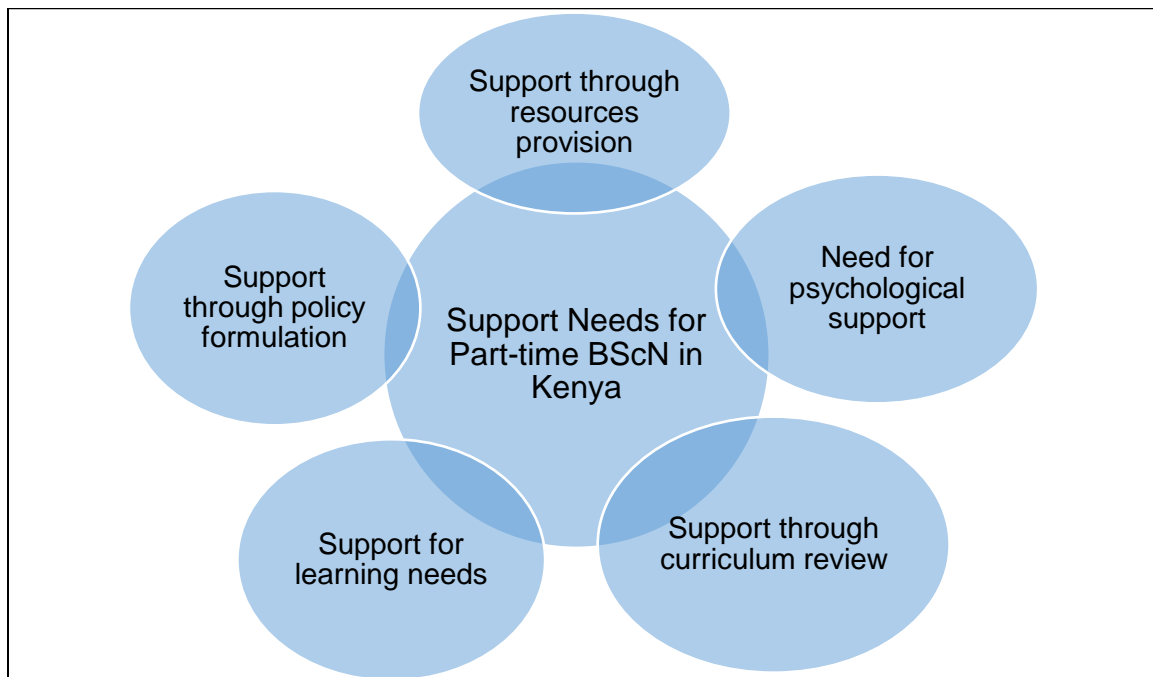 Support through
resources
provision
Need for
psychological
support
Support
through policy
formulation
Support Needs for
Part-time BScN in
Kenya
Support through
curriculum review
Support for
learning needs